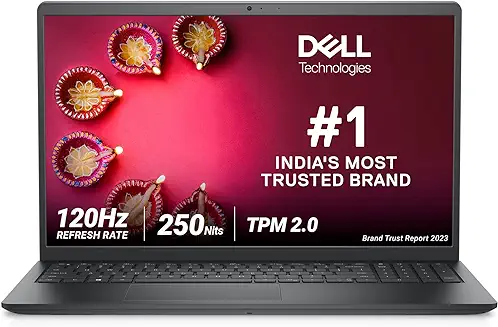 DELL
Technologies
#1
INDIA'S MOST
TRUSTED BRAND
120Hz
REFRESH RATE
250Nits
TPM 2.0
Brand Trust Report 2023